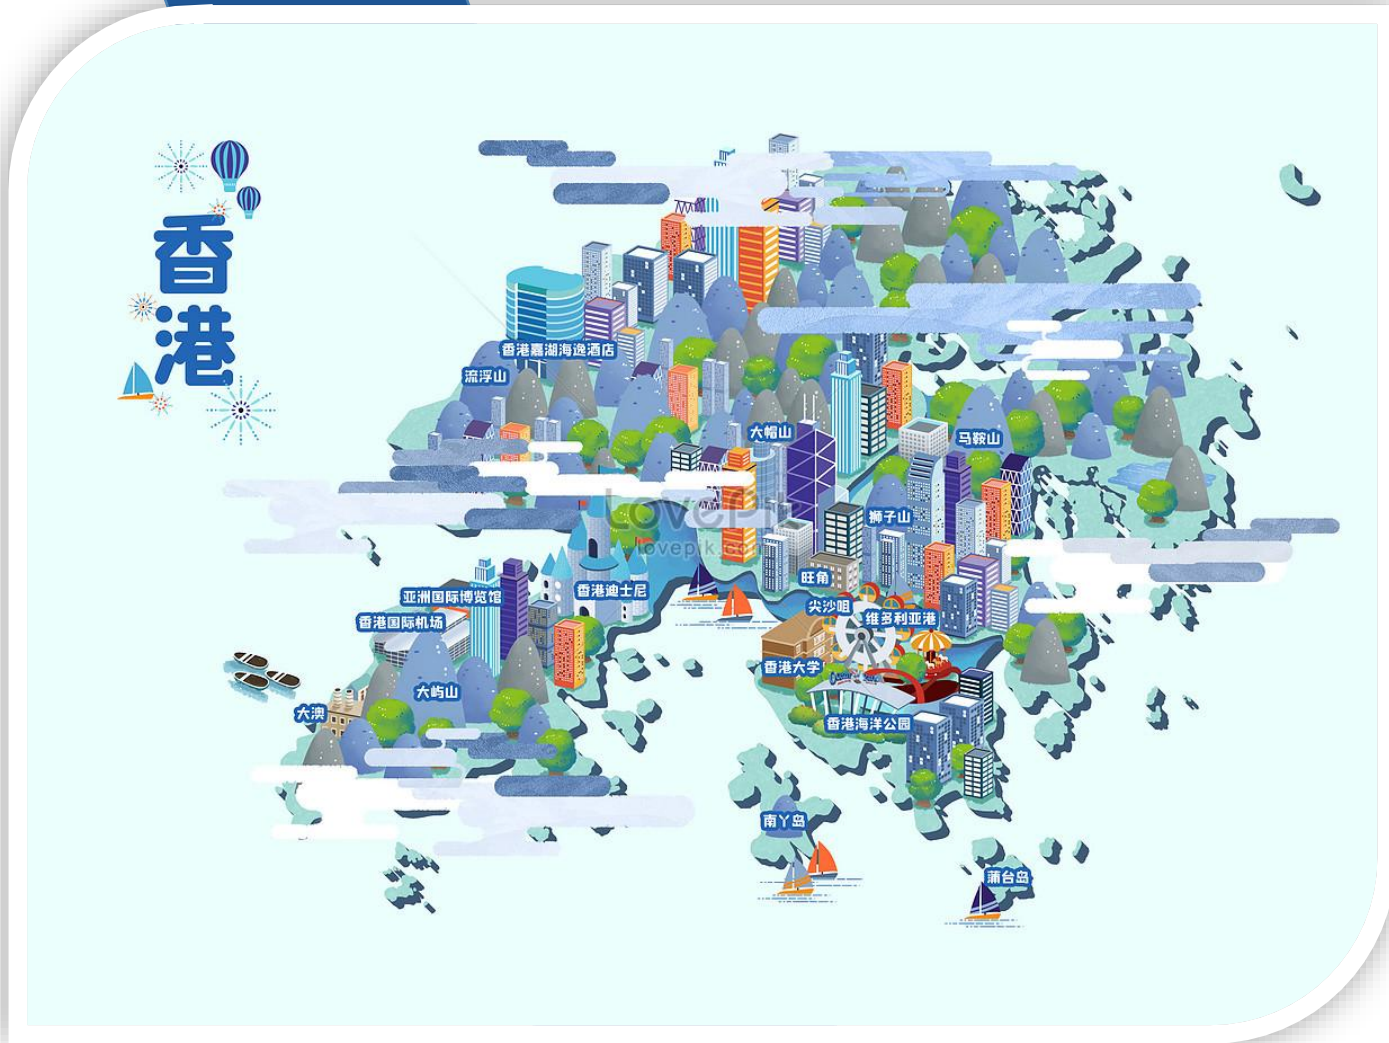 香港
香港嘉湖海逸酒店
流浮山
大帽山
马鞍山
LovePik
lovepik.com
狮子山
旺角
香港迪士尼
亚洲国际博览馆
尖沙咀
维多利亚港
香港国际机场
香港大学
大屿山
大澳
香港海洋公园
南丫岛
蒲台岛